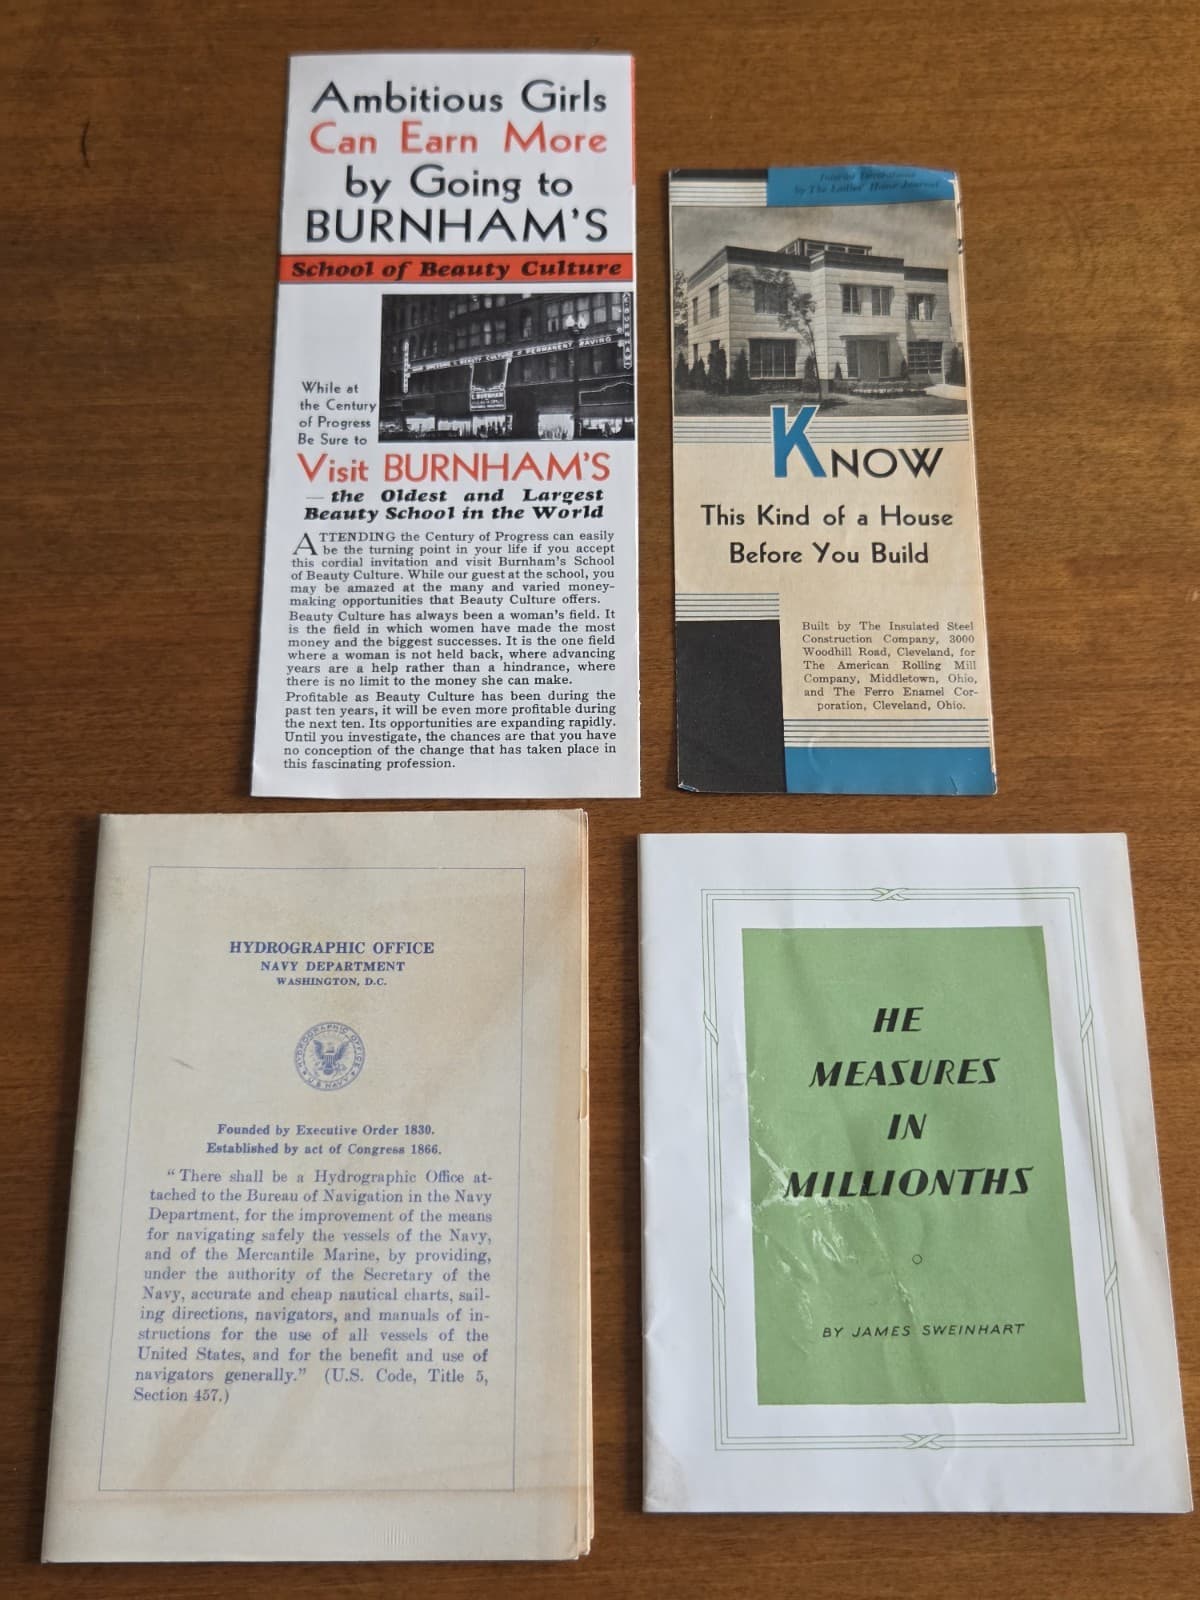 Ambitious Girls
Can Earn More
by Going to
BURNHAM'S
School of Beauty Culture
BEAUTY CULTURE & PERMANENT WAVING
E. BURNHAM
While at
the Century
of Progress
Be Sure to
Visit BURNHAM'S
— the Oldest and Largest
Beauty School in the World
ATTENDING the Century of Progress can easily
be the turning point in your life if you accept
this cordial invitation and visit Burnham's School
of Beauty Culture. While our guest at the school, you
may be amazed at the many and varied money-
making opportunities that Beauty Culture offers.
Beauty Culture has always been a woman's field. It
is the field in which women have made the most
money and the biggest successes. It is the one field
where a woman is not held back, where advancing
years are a help rather than a hindrance, where
there is no limit to the money she can make.
Profitable as Beauty Culture has been during the
past ten years, it will be even more profitable during
the next ten. Its opportunities are expanding rapidly.
Until you investigate, the chances are that you have
no conception of the change that has taken place in
this fascinating profession.
Interior Decorations
by The Ladies' Home Journal
KNOW
This Kind of a House
Before You Build
Built by The Insulated Steel
Construction Company, 3000
Woodhill Road, Cleveland, for
The American Rolling Mill
Company, Middletown, Ohio,
and The Ferro Enamel Cor-
poration, Cleveland, Ohio.
HYDROGRAPHIC OFFICE
NAVY DEPARTMENT
WASHINGTON, D.C.
HYDROGRAPHIC OFFICE
U.S. NAVY
Founded by Executive Order 1830.
Established by act of Congress 1866.
"There shall be a Hydrographic Office at-
tached to the Bureau of Navigation in the Navy
Department, for the improvement of the means
for navigating safely the vessels of the Navy,
and of the Mercantile Marine, by providing,
under the authority of the Secretary of the
Navy, accurate and cheap nautical charts, sail-
ing directions, navigators, and manuals of in-
structions for the use of all vessels of the
United States, and for the benefit and use of
navigators generally." (U.S. Code, Title 5,
Section 457.)
HE
MEASURES
IN
MILLIONTHS
BY JAMES SWEINHART